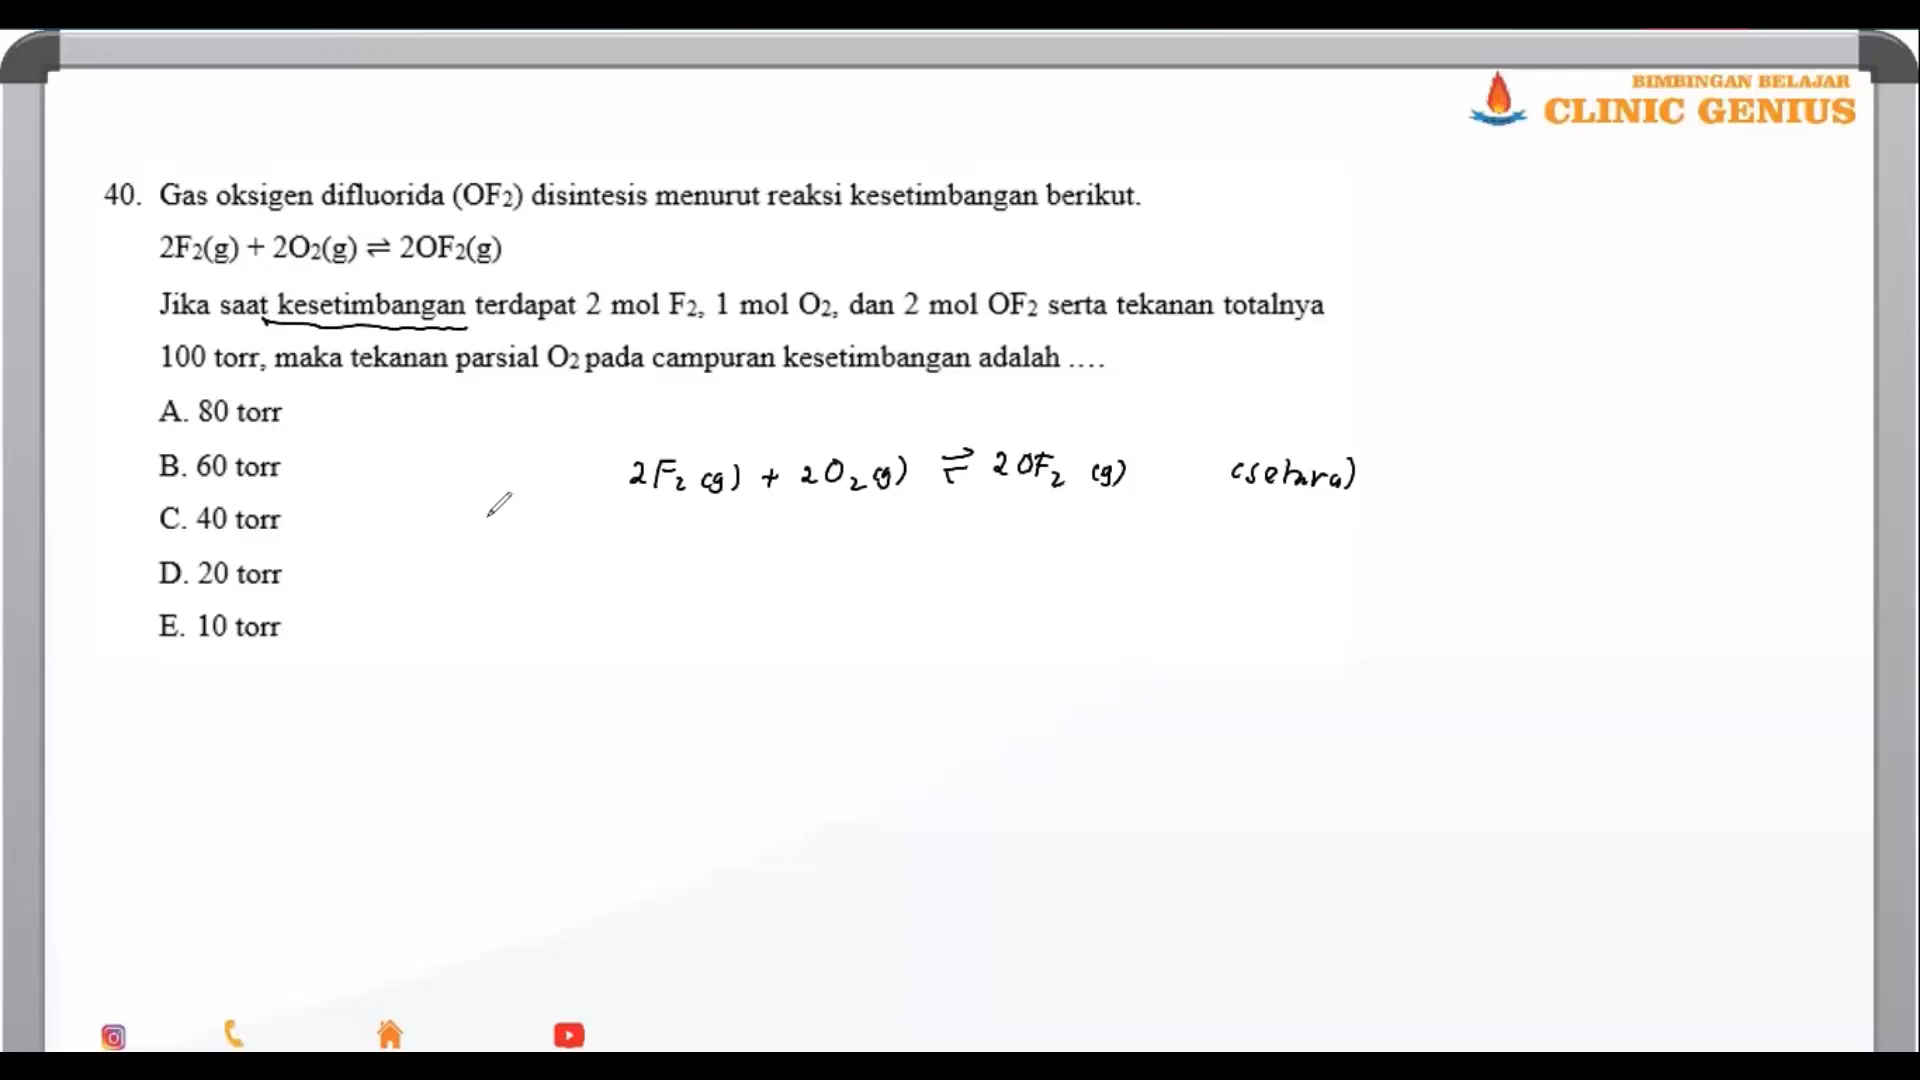 BIMBINGAN BELAJAR
CLINIC GENIUS
40. Gas oksigen difluorida (OF₂) disintesis menurut reaksi kesetimbangan berikut.
2F₂(g) + 2O₂(g) ⇌ 2OF₂(g)
Jika saat kesetimbangan terdapat 2 mol F₂, 1 mol O₂, dan 2 mol OF₂ serta tekanan totalnya
100 torr, maka tekanan parsial O₂ pada campuran kesetimbangan adalah ….
A. 80 torr
B. 60 torr
2F₂ (g) + 2O₂(g) ⇌ 2OF₂ (g) (setara)
C. 40 torr
D. 20 torr
E. 10 torr